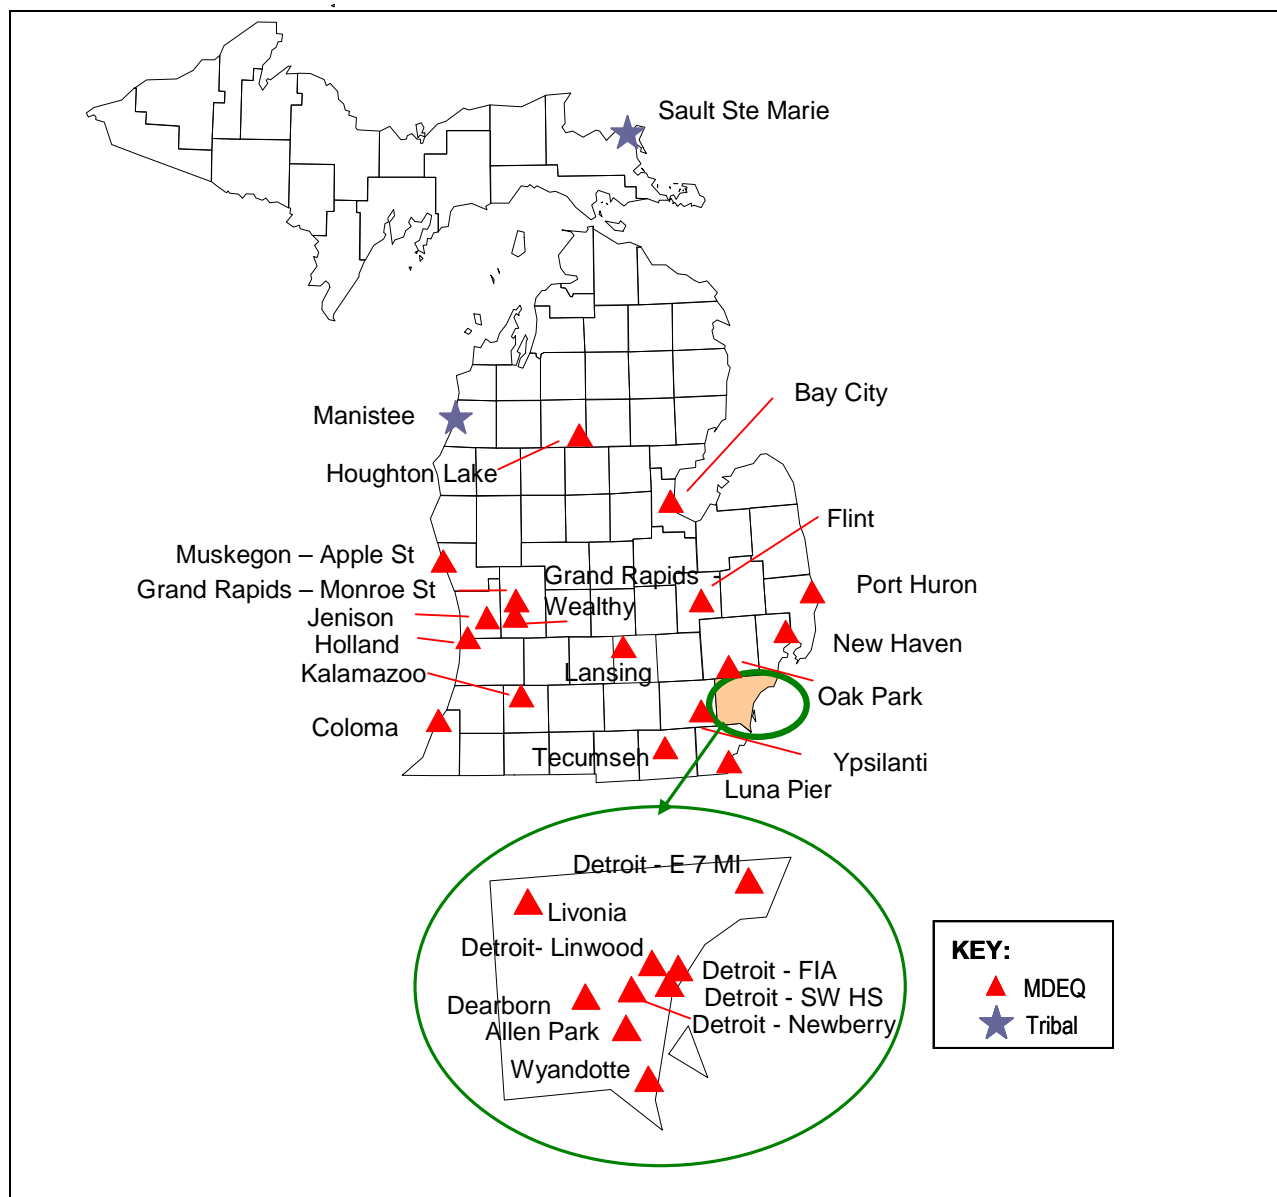 Sault Ste Marie
Bay City
Manistee
Houghton Lake
Flint
Muskegon – Apple St
Grand Rapids -
Grand Rapids – Monroe St
Port Huron
Wealthy
Jenison
Holland
New Haven
Kalamazoo
Lansing
Oak Park
Coloma
Tecumseh
Ypsilanti
Luna Pier
Detroit - E 7 MI
Livonia
Detroit- Linwood
Detroit - FIA
Dearborn
Detroit - SW HS
Allen Park
Detroit - Newberry
Wyandotte
KEY:
MDEQ
Tribal